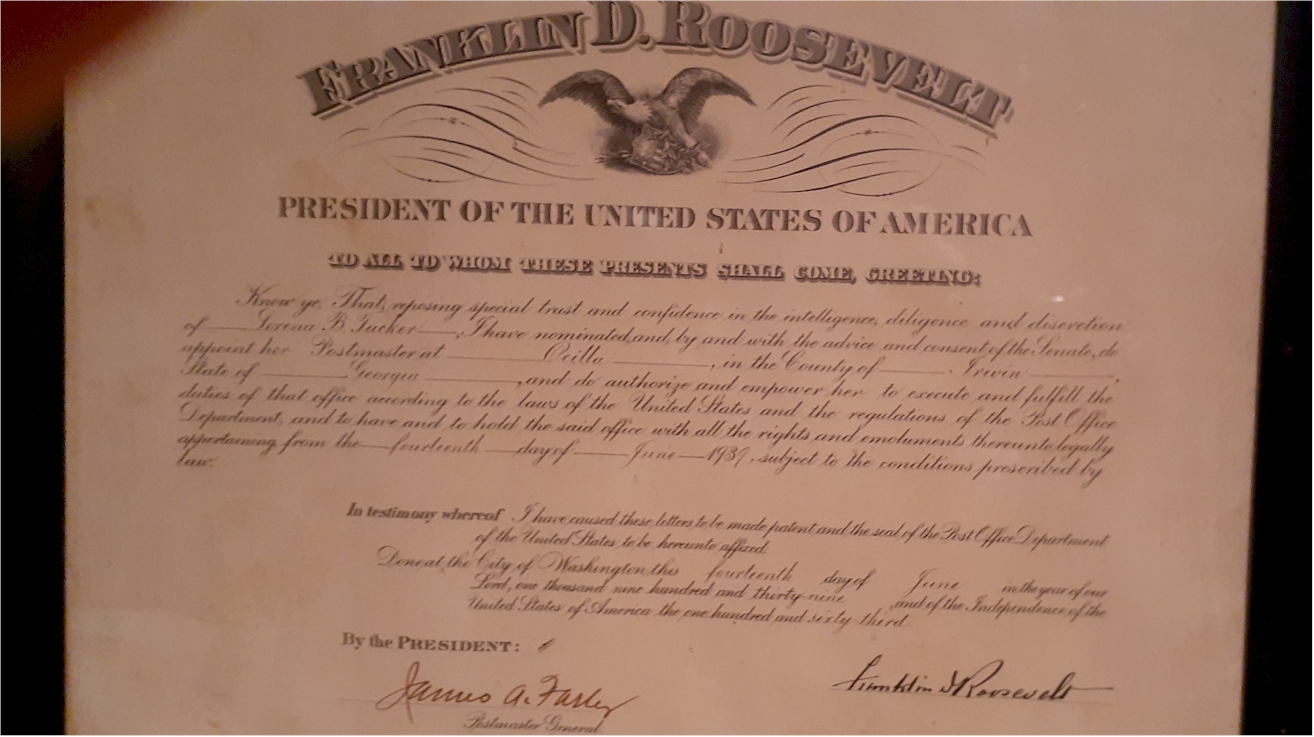 FRANKLIN D. ROOSEVELT
PRESIDENT OF THE UNITED STATES OF AMERICA
TO ALL TO WHOM THESE PRESENTS SHALL COME, GREETING:
Know ye, That, reposing special trust and confidence in the intelligence, diligence and discretion
of Lorena B. Tucker, I have nominated, and, by and with the advice and consent of the Senate, do
appoint her Postmaster at Ocilla, in the County of Irwin,
State of Georgia, and do authorize and empower her to execute and fulfill the
duties of that office according to the laws of the United States and the regulations of the Post Office
Department, and to have and to hold the said office, with all the rights and emoluments thereunto legally
appertaining, from the fourteenth day of June 1939, subject to the conditions prescribed by
law.
In testimony whereof I have caused these letters to be made patent and the seal of the Post Office Department
of the United States to be hereunto affixed.
Done at the City of Washington this fourteenth day of June in the year of our
Lord, one thousand nine hundred and thirty-nine, and of the Independence of the
United States of America the one hundred and sixty third.
By the PRESIDENT:
James A. Farley
Franklin D Roosevelt
Postmaster General